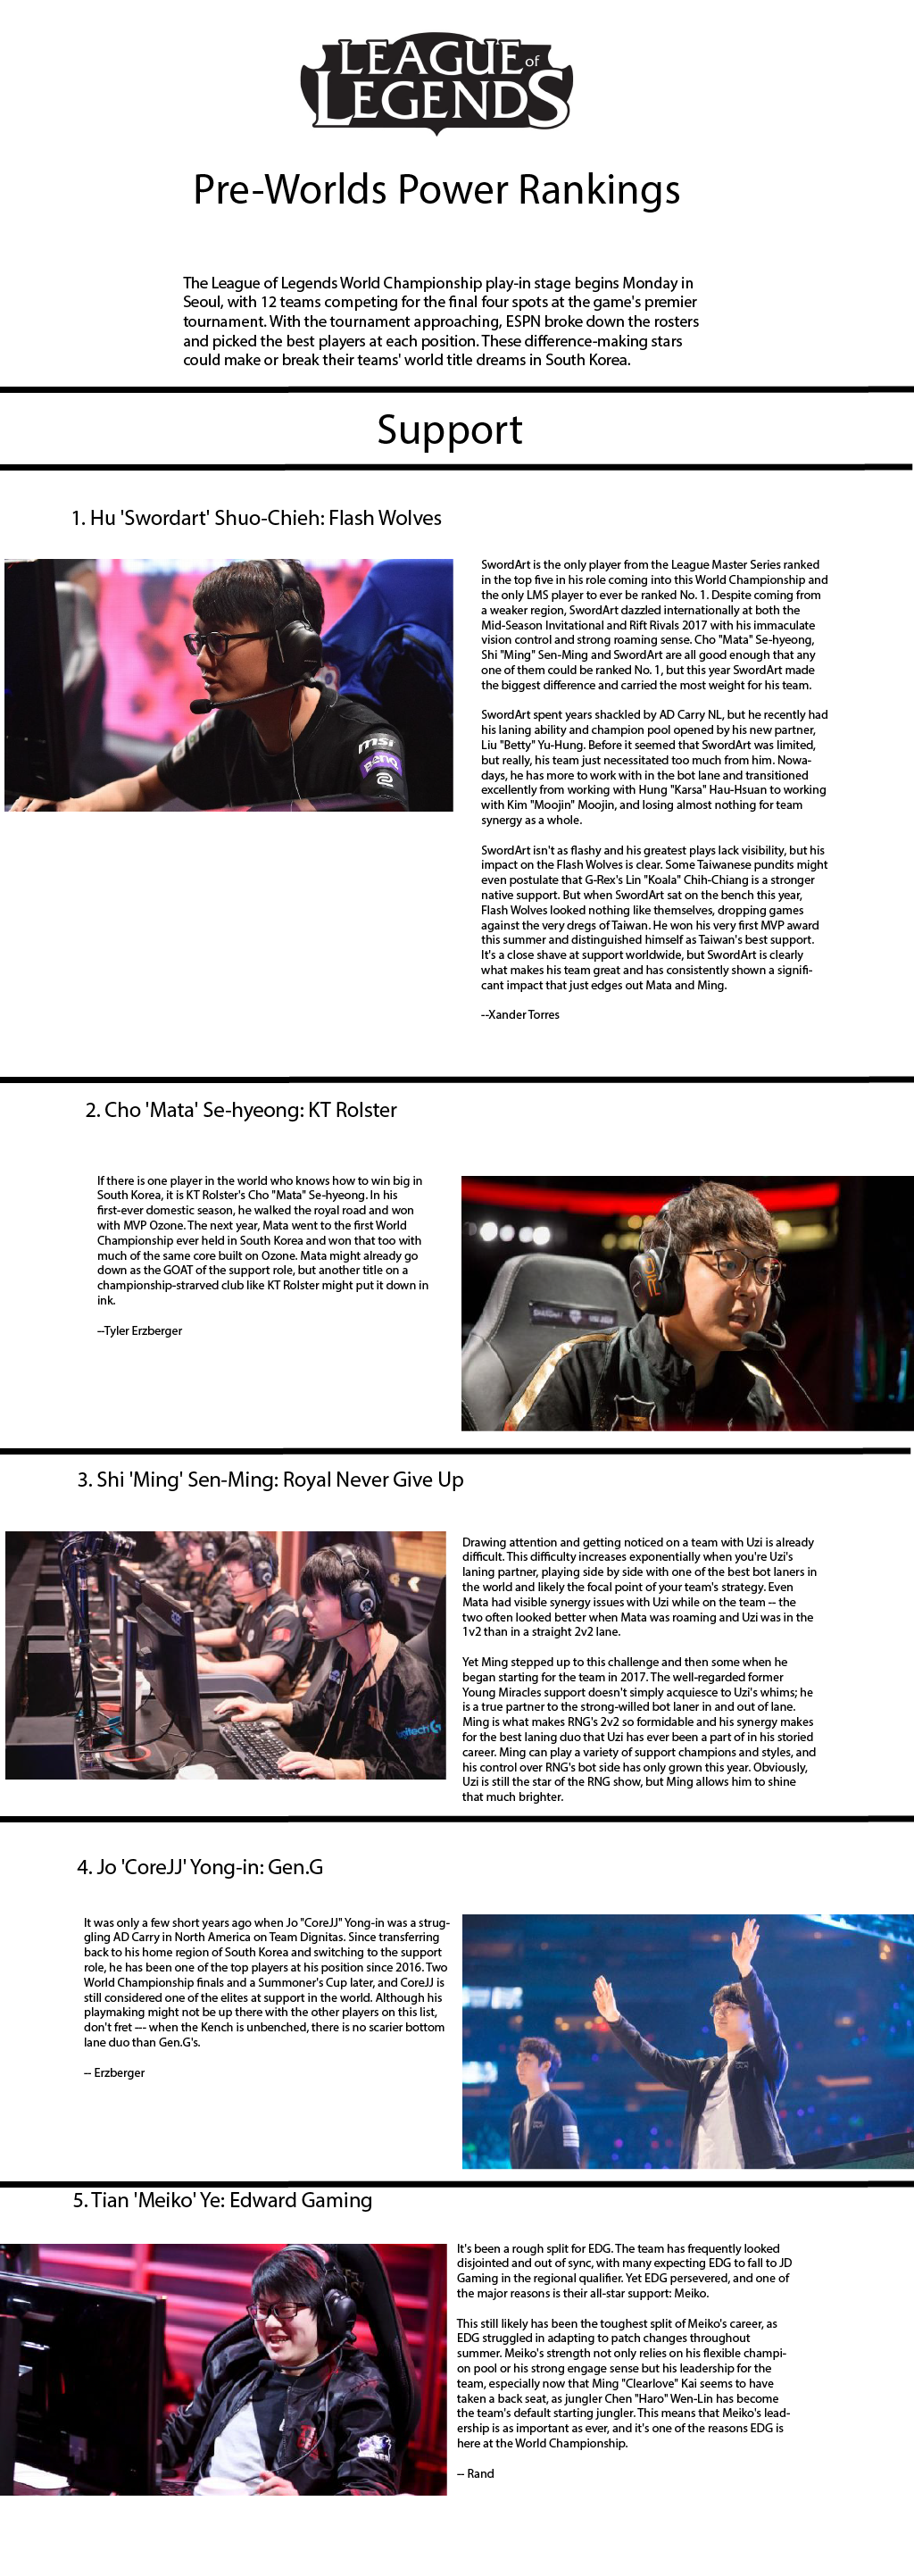 LEAGUE of
LEGENDS
Pre-Worlds Power Rankings
The League of Legends World Championship play-in stage begins Monday in
Seoul, with 12 teams competing for the final four spots at the game's premier
tournament. With the tournament approaching, ESPN broke down the rosters
and picked the best players at each position. These difference-making stars
could make or break their teams' world title dreams in South Korea.
Support
1. Hu 'Swordart' Shuo-Chieh: Flash Wolves
SwordArt is the only player from the League Master Series ranked
in the top five in his role coming into this World Championship and
the only LMS player to ever be ranked No. 1. Despite coming from
a weaker region, SwordArt dazzled internationally at both the
Mid-Season Invitational and Rift Rivals 2017 with his immaculate
vision control and strong roaming sense. Cho "Mata" Se-hyeong,
Shi "Ming" Sen-Ming and SwordArt are all good enough that any
one of them could be ranked No. 1, but this year SwordArt made
the biggest difference and carried the most weight for his team.
SwordArt spent years shackled by AD Carry NL, but he recently had
his laning ability and champion pool opened by his new partner,
Liu "Betty" Yu-Hung. Before it seemed that SwordArt was limited,
but really, his team just necessitated too much from him. Nowa-
days, he has more to work with in the bot lane and transitioned
excellently from working with Hung "Karsa" Hau-Hsuan to working
with Kim "Moojin" Moojin, and losing almost nothing for team
synergy as a whole.
SwordArt isn't as flashy and his greatest plays lack visibility, but his
impact on the Flash Wolves is clear. Some Taiwanese pundits might
even postulate that G-Rex's Lin "Koala" Chih-Chiang is a stronger
native support. But when SwordArt sat on the bench this year,
Flash Wolves looked nothing like themselves, dropping games
against the very dregs of Taiwan. He won his very first MVP award
this summer and distinguished himself as Taiwan's best support.
It's a close shave at support worldwide, but SwordArt is clearly
what makes his team great and has consistently shown a signifi-
cant impact that just edges out Mata and Ming.
--Xander Torres
msi
BenQ
2. Cho 'Mata' Se-hyeong: KT Rolster
If there is one player in the world who knows how to win big in
South Korea, it is KT Rolster's Cho "Mata" Se-hyeong. In his
first-ever domestic season, he walked the royal road and won
with MVP Ozone. The next year, Mata went to the first World
Championship ever held in South Korea and won that too with
much of the same core built on Ozone. Mata might already go
down as the GOAT of the support role, but another title on a
championship-starved club like KT Rolster might put it down in
ink.
--Tyler Erzberger
3. Shi 'Ming' Sen-Ming: Royal Never Give Up
Drawing attention and getting noticed on a team with Uzi is already
difficult. This difficulty increases exponentially when you're Uzi's
laning partner, playing side by side with one of the best bot laners in
the world and likely the focal point of your team's strategy. Even
Mata had visible synergy issues with Uzi while on the team -- the
two often looked better when Mata was roaming and Uzi was in the
1v2 than in a straight 2v2 lane.
Yet Ming stepped up to this challenge and then some when he
began starting for the team in 2017. The well-regarded former
Young Miracles support doesn't simply acquiesce to Uzi's whims; he
is a true partner to the strong-willed bot laner in and out of lane.
Ming is what makes RNG's 2v2 so formidable and his synergy makes
for the best laning duo that Uzi has ever been a part of in his storied
career. Ming can play a variety of support champions and styles, and
his control over RNG's bot side has only grown this year. Obviously,
Uzi is still the star of the RNG show, but Ming allows him to shine
that much brighter.
4. Jo 'CoreJJ' Yong-in: Gen.G
It was only a few short years ago when Jo "CoreJJ" Yong-in was a strug-
gling AD Carry in North America on Team Dignitas. Since transferring
back to his home region of South Korea and switching to the support
role, he has been one of the top players at his position since 2016. Two
World Championship finals and a Summoner's Cup later, and CoreJJ is
still considered one of the elites at support in the world. Although his
playmaking might not be up there with the other players on this list,
don't fret --- when the Kench is unbenched, there is no scarier bottom
lane duo than Gen.G's.
-- Erzberger
5. Tian 'Meiko' Ye: Edward Gaming
It's been a rough split for EDG. The team has frequently looked
disjointed and out of sync, with many expecting EDG to fall to JD
Gaming in the regional qualifier. Yet EDG persevered, and one of
the major reasons is their all-star support: Meiko.
This still likely has been the toughest split of Meiko's career, as
EDG struggled in adapting to patch changes throughout
summer. Meiko's strength not only relies on his flexible champi-
on pool or his strong engage sense but his leadership for the
team, especially now that Ming "Clearlove" Kai seems to have
taken a back seat, as jungler Chen "Haro" Wen-Lin has become
the team's default starting jungler. This means that Meiko's lead-
ership is as important as ever, and it's one of the reasons EDG is
here at the World Championship.
-- Rand